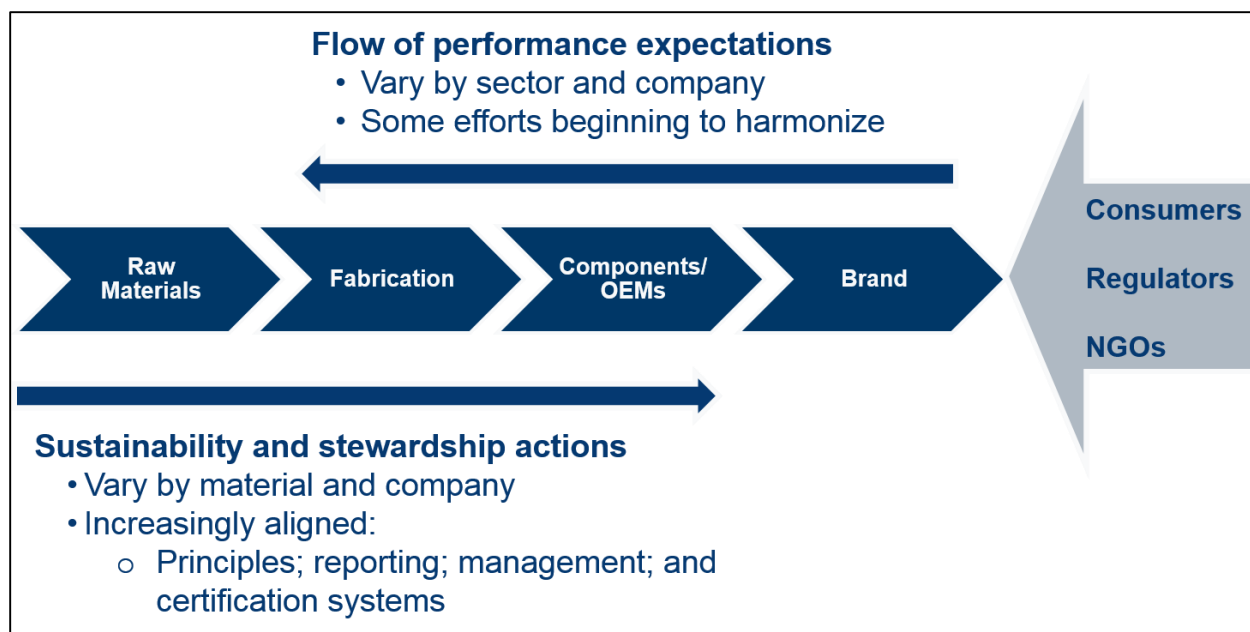 Flow of performance expectations
• Vary by sector and company
• Some efforts beginning to harmonize
Raw
Materials
Fabrication
Components/
OEMs
Brand
Consumers
Regulators
NGOs
Sustainability and stewardship actions
• Vary by material and company
• Increasingly aligned:
o Principles; reporting; management; and
certification systems